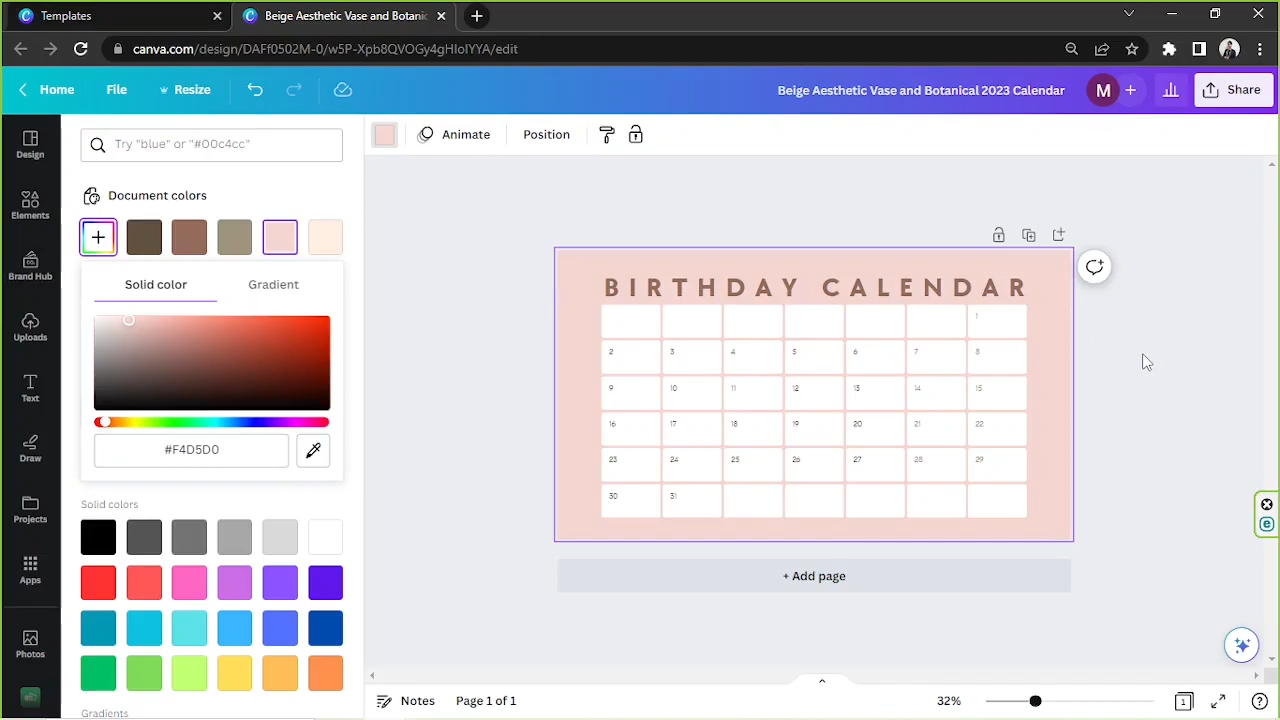 Templates
Beige Aesthetic Vase and Botanic
canva.com/design/DAFf0502M-0/w5P-Xpb8QVOGy4gHIolYYA/edit
Home
File
Resize
Beige Aesthetic Vase and Botanical 2023 Calendar
M
Share
Design
Elements
Brand Hub
Uploads
Text
Draw
Projects
Apps
Photos
Try "blue" or "#00c4cc"
Document colors
Solid color
Gradient
#F4D5D0
Solid colors
Gradients
Animate
Position
BIRTHDAY CALENDAR
1
2 3 4 5 6 7 8
9 10 11 12 13 14 15
16 17 18 19 20 21 22
23 24 25 26 27 28 29
30 31
+ Add page
Notes
Page 1 of 1
32%
1